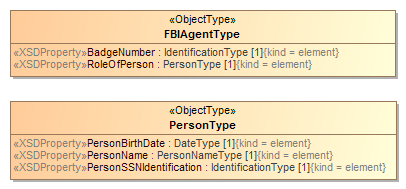 «ObjectType»
FBIAgentType
«XSDProperty»BadgeNumber : IdentificationType [1]{kind = element}
«XSDProperty»RoleOfPerson : PersonType [1]{kind = element}
«ObjectType»
PersonType
«XSDProperty»PersonBirthDate : DateType [1]{kind = element}
«XSDProperty»PersonName : PersonNameType [1]{kind = element}
«XSDProperty»PersonSSNIdentification : IdentificationType [1]{kind = element}